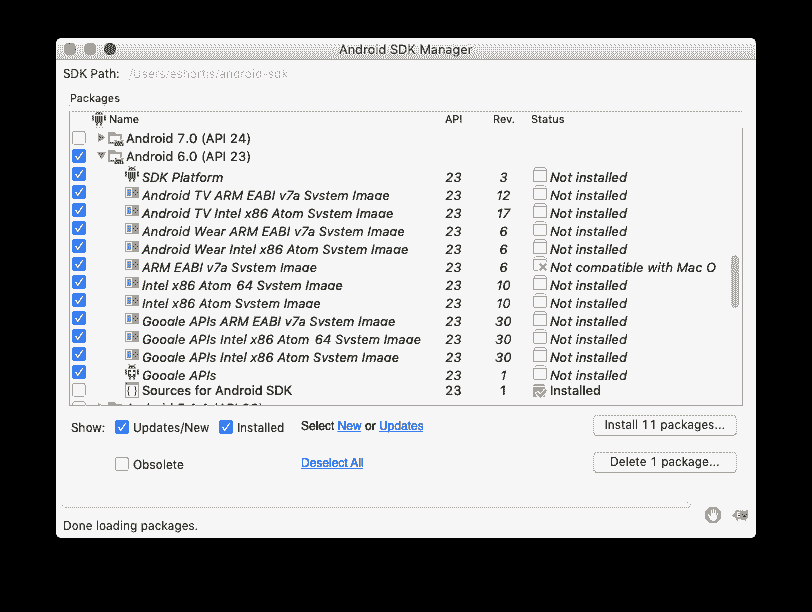 Android SDK Manager
SDK Path: /Users/eshortis/android-sdk
Packages
Name API Rev. Status
Android 7.0 (API 24)
Android 6.0 (API 23)
SDK Platform 23 3 Not installed
Android TV ARM EABI v7a System Image 23 12 Not installed
Android TV Intel x86 Atom System Image 23 17 Not installed
Android Wear ARM EABI v7a System Image 23 6 Not installed
Android Wear Intel x86 Atom System Image 23 6 Not installed
ARM EABI v7a System Image 23 6 Not compatible with Mac O
Intel x86 Atom_64 System Image 23 10 Not installed
Intel x86 Atom System Image 23 10 Not installed
Google APIs ARM EABI v7a System Image 23 30 Not installed
Google APIs Intel x86 Atom_64 System Image 23 30 Not installed
Google APIs Intel x86 Atom System Image 23 30 Not installed
Google APIs 23 1 Not installed
Sources for Android SDK 23 1 Installed
Show: Updates/New Installed Select New or Updates Install 11 packages...
Obsolete Deselect All Delete 1 package...
Done loading packages.